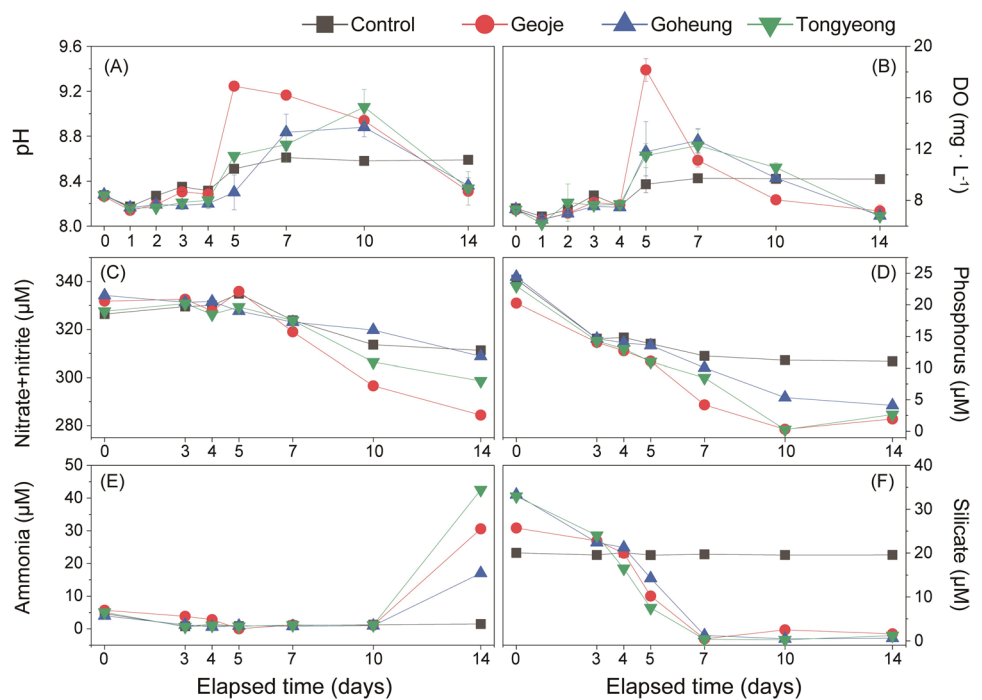 Control Geoje Goheung Tongyeong
(A)
pH
9.6
9.2
8.8
8.4
8.0
0 1 2 3 4 5 7 10 14
(B)
DO (mg · L⁻¹)
20
16
12
8
0 1 2 3 4 5 7 10 14
(C)
Nitrate+nitrite (μM)
340
320
300
280
0 3 4 5 7 10 14
(D)
Phosphorus (μM)
25
20
15
10
5
0
0 3 4 5 7 10 14
(E)
Ammonia (μM)
50
40
30
20
10
0
0 3 4 5 7 10 14
Elapsed time (days)
(F)
Silicate (μM)
40
30
20
10
0
0 3 4 5 7 10 14
Elapsed time (days)